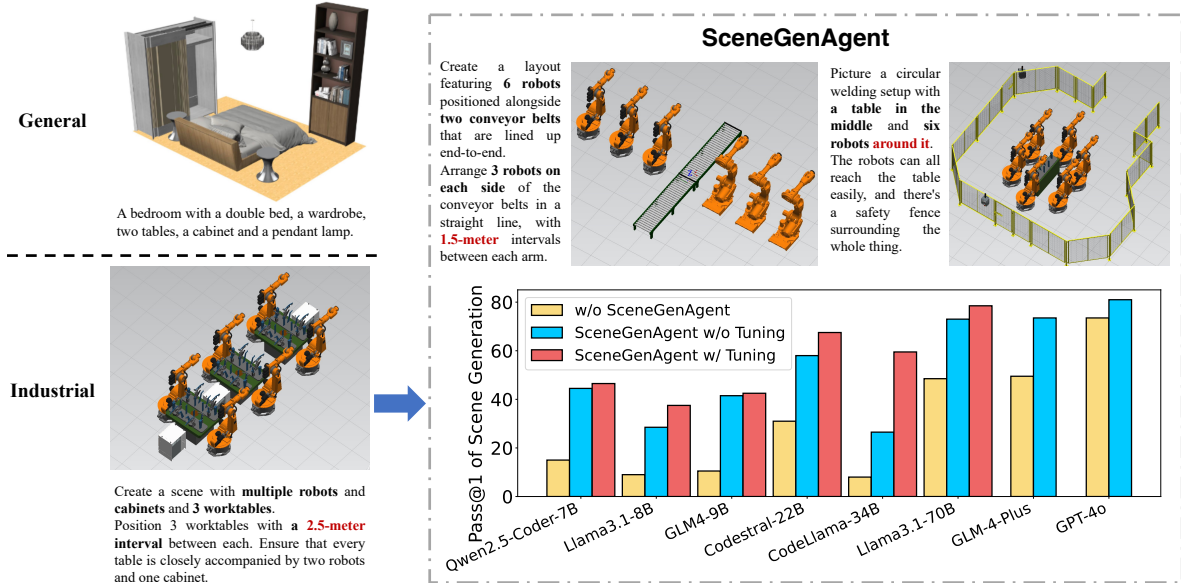 General
A bedroom with a double bed, a wardrobe,
two tables, a cabinet and a pendant lamp.
Industrial
Create a scene with multiple robots and
cabinets and 3 worktables.
Position 3 worktables with a 2.5-meter
interval between each. Ensure that every
table is closely accompanied by two robots
and one cabinet.
SceneGenAgent
Create a layout
featuring 6 robots
positioned alongside
two conveyor belts
that are lined up
end-to-end.
Arrange 3 robots on
each side of the
conveyor belts in a
straight line, with
1.5-meter intervals
between each arm.
Picture a circular
welding setup with
a table in the
middle and six
robots around it.
The robots can all
reach the table
easily, and there's
a safety fence
surrounding the
whole thing.
Pass@1 of Scene Generation
80
60
40
20
0
w/o SceneGenAgent
SceneGenAgent w/o Tuning
SceneGenAgent w/ Tuning
Qwen2.5-Coder-7B
Llama3.1-8B
GLM4-9B
Codestral-22B
CodeLlama-34B
Llama3.1-70B
GLM-4-Plus
GPT-4o